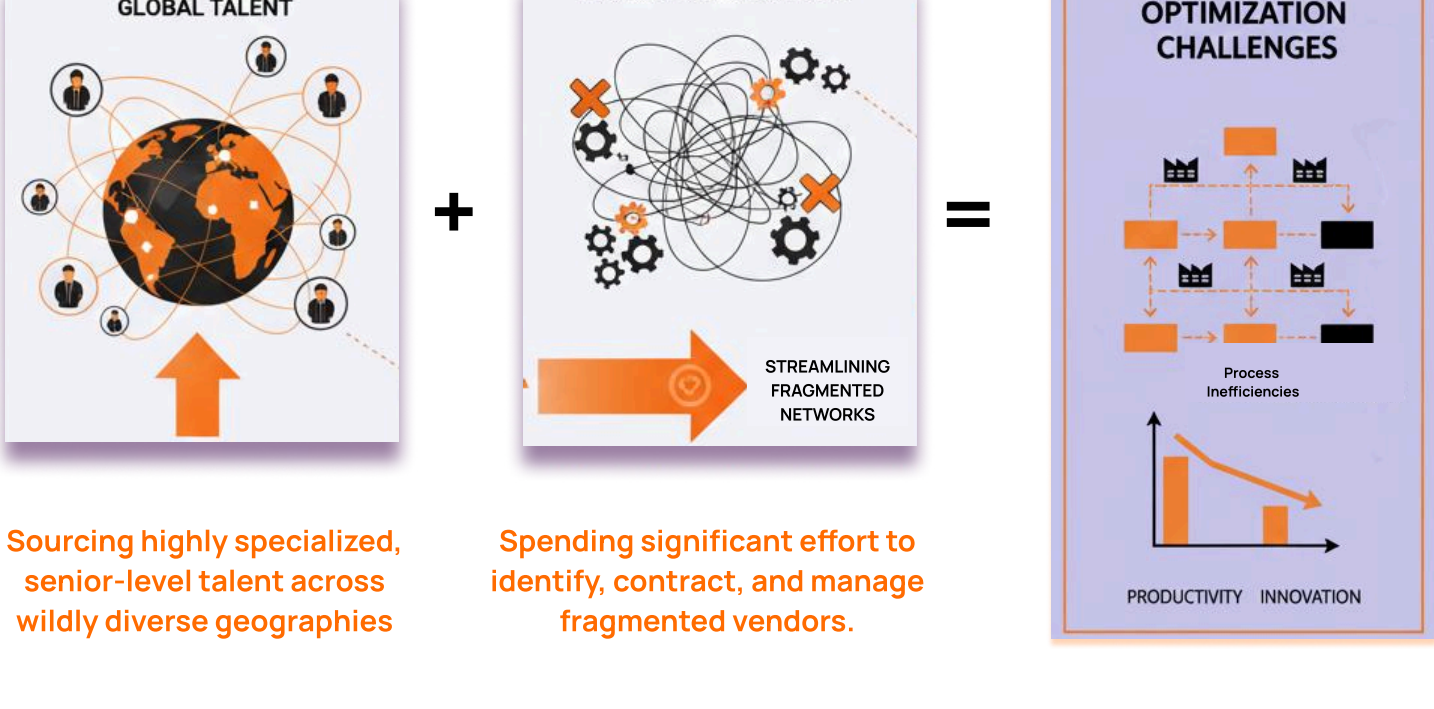 GLOBAL TALENT
+
=
OPTIMIZATION
CHALLENGES
STREAMLINING
FRAGMENTED
NETWORKS
Process
Inefficiencies
PRODUCTIVITY INNOVATION
Sourcing highly specialized,
senior-level talent across
wildly diverse geographies
Spending significant effort to
identify, contract, and manage
fragmented vendors.